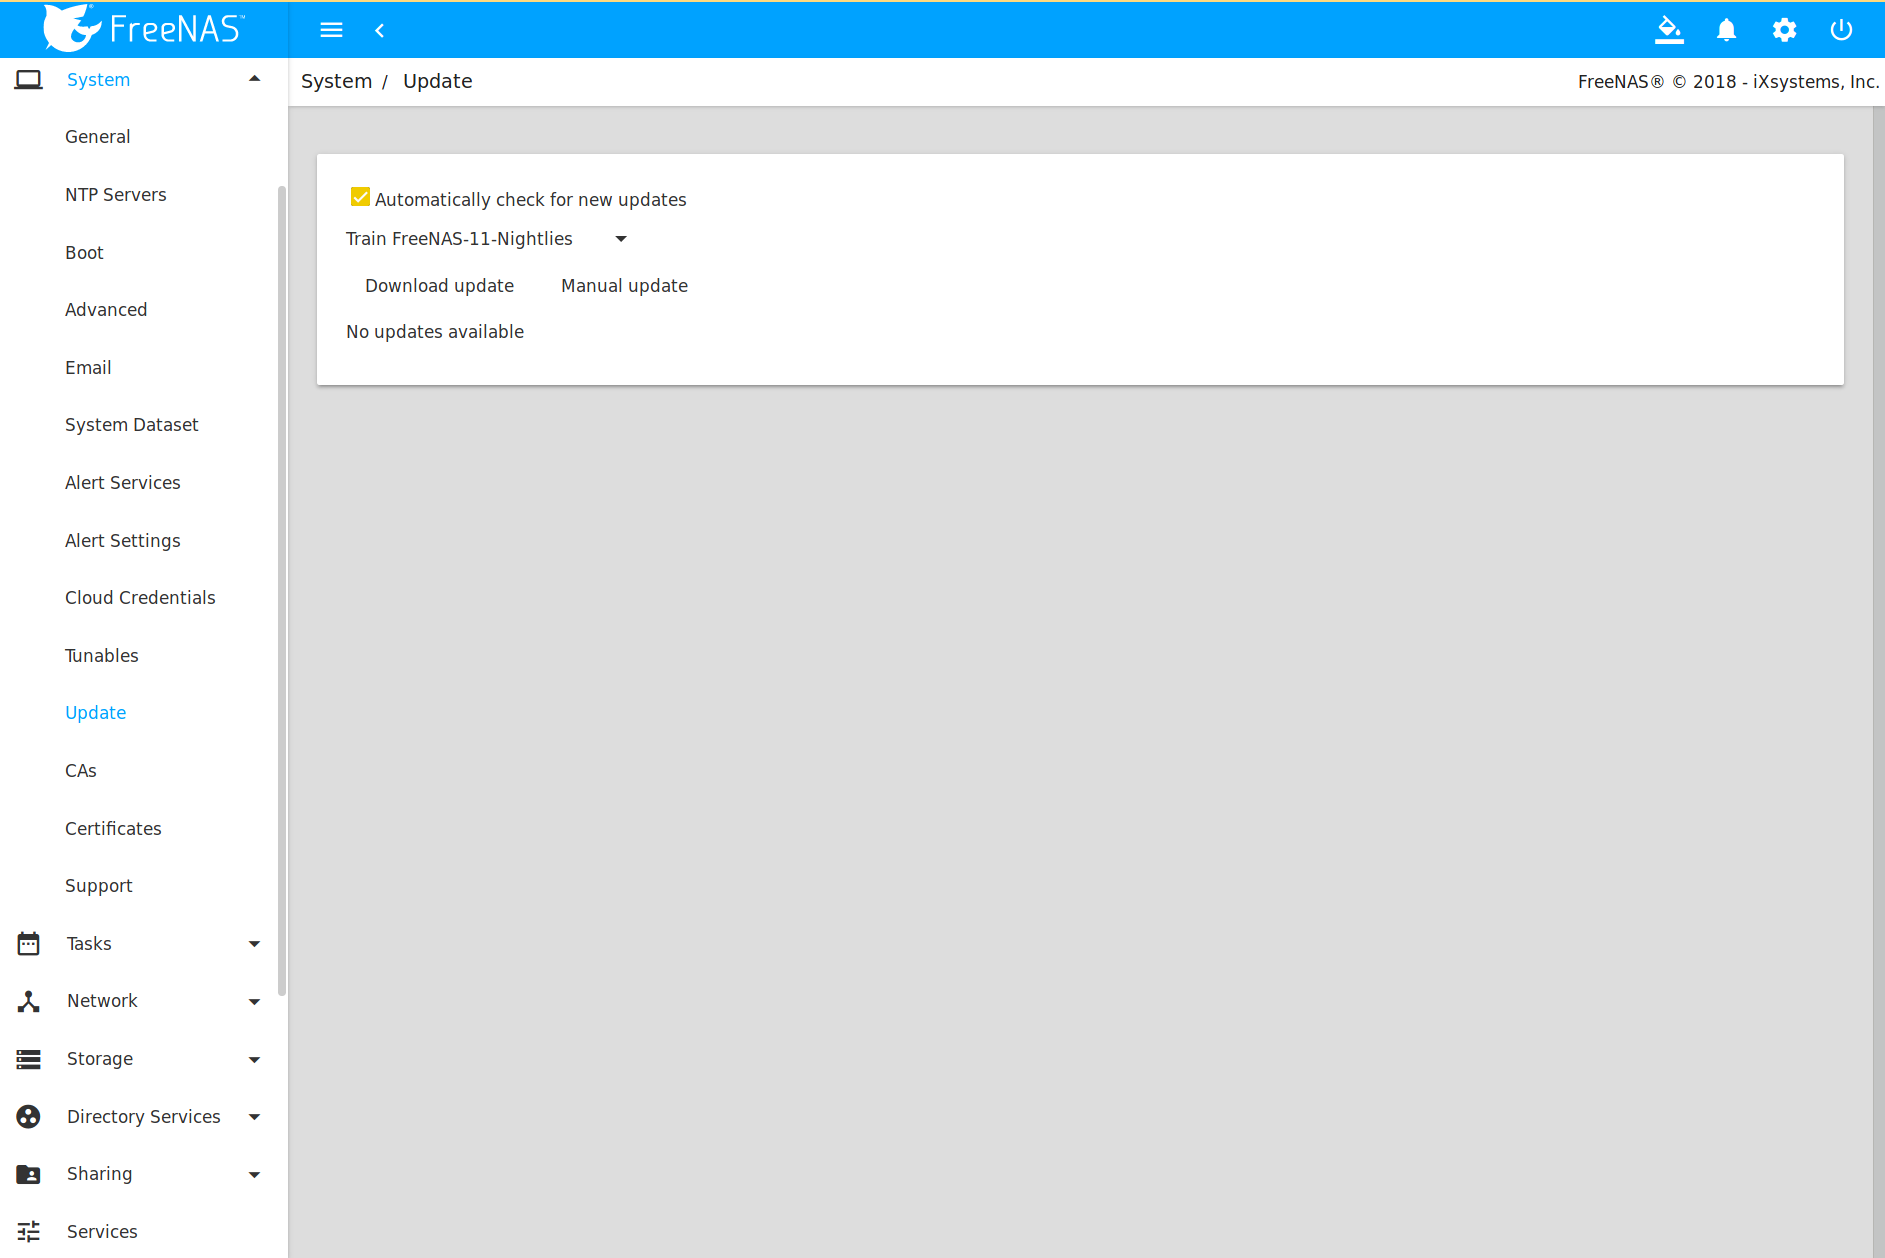 FreeNAS™
System
General
NTP Servers
Boot
Advanced
Email
System Dataset
Alert Services
Alert Settings
Cloud Credentials
Tunables
Update
CAs
Certificates
Support
Tasks
Network
Storage
Directory Services
Sharing
Services
System / Update
FreeNAS® © 2018 - iXsystems, Inc.
Automatically check for new updates
Train FreeNAS-11-Nightlies
Download update Manual update
No updates available